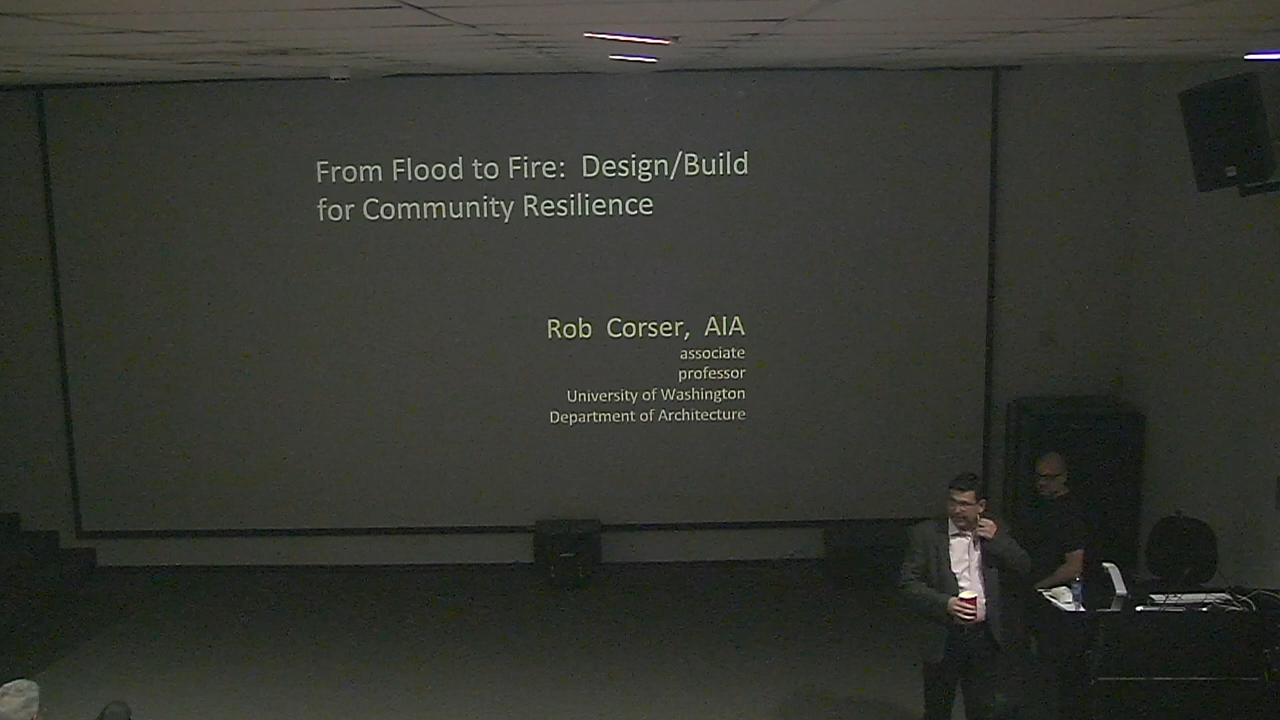 From Flood to Fire: Design/Build
for Community Resilience
Rob Corser, AIA
associate
professor
University of Washington
Department of Architecture